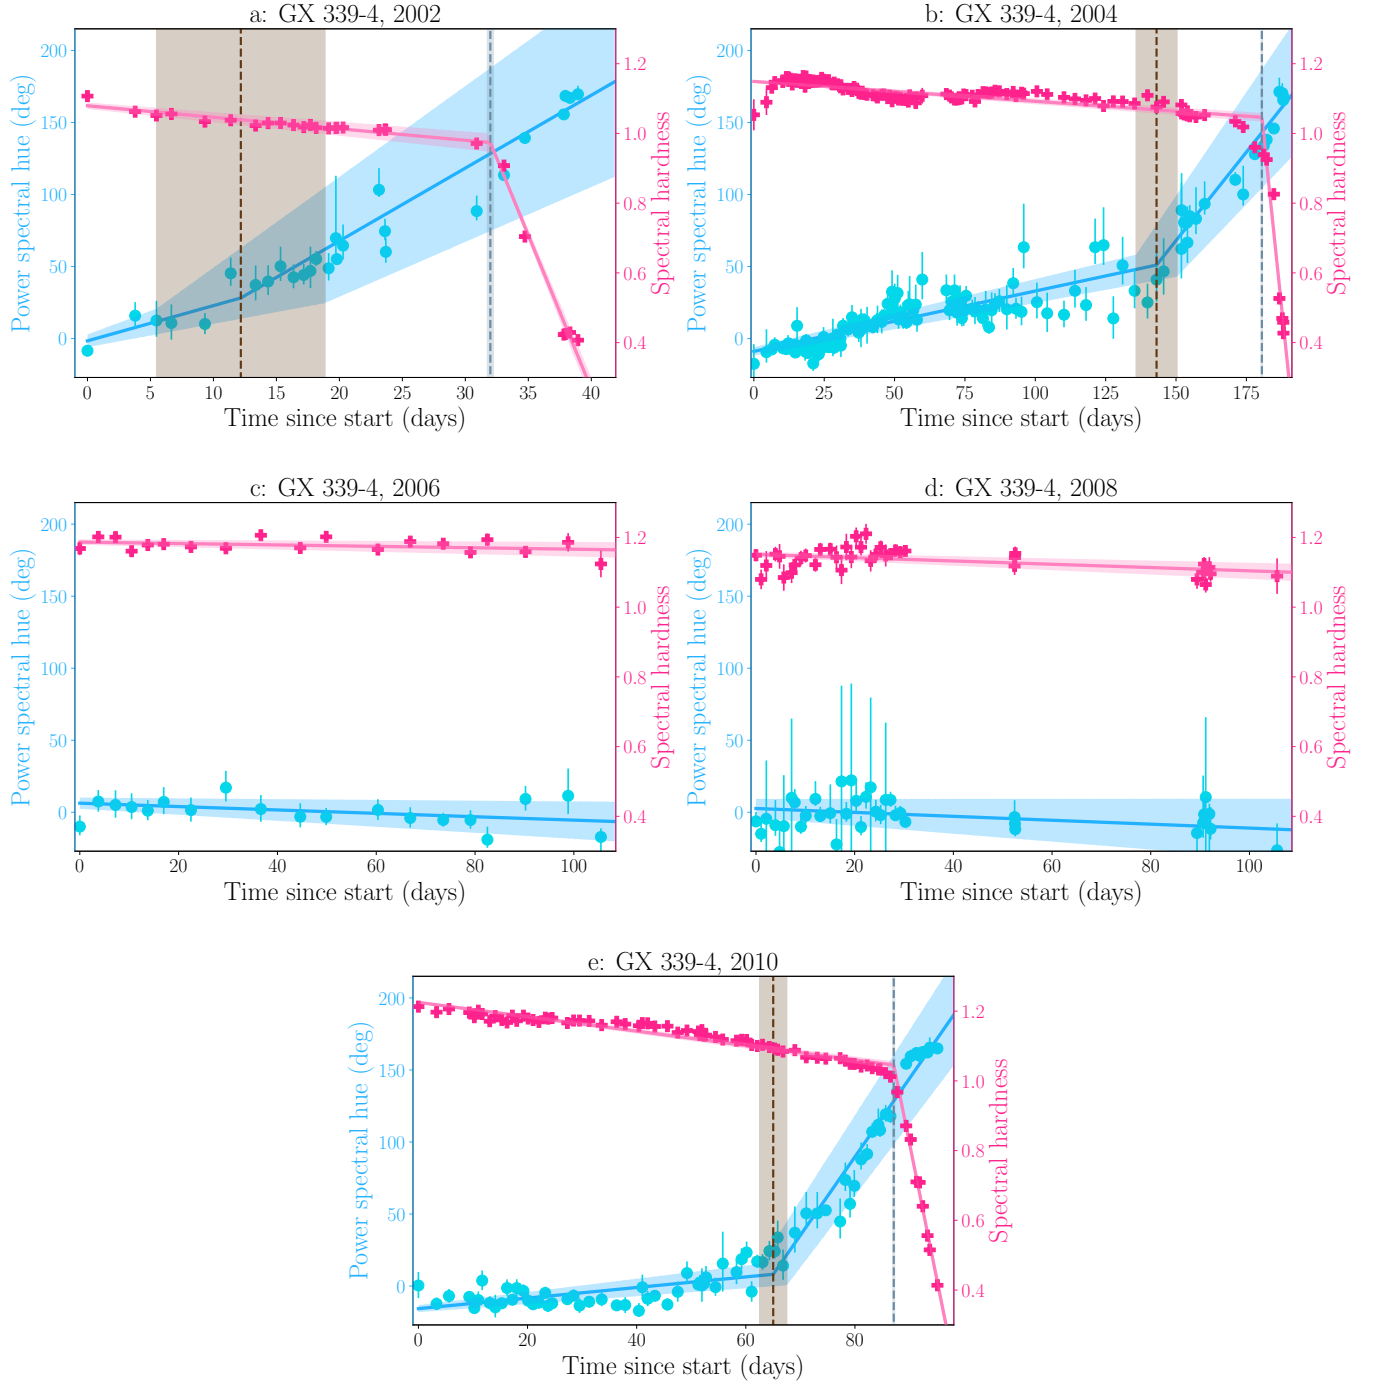 a: GX 339-4, 2002
200
150
100
50
0
Power spectral hue (deg)
1.2
1.0
0.8
0.6
0.4
Spectral hardness
0 5 10 15 20 25 30 35 40
Time since start (days)
b: GX 339-4, 2004
200
150
100
50
0
Power spectral hue (deg)
1.2
1.0
0.8
0.6
0.4
Spectral hardness
0 25 50 75 100 125 150 175
Time since start (days)
c: GX 339-4, 2006
200
150
100
50
0
Power spectral hue (deg)
1.2
1.0
0.8
0.6
0.4
Spectral hardness
0 20 40 60 80 100
Time since start (days)
d: GX 339-4, 2008
200
150
100
50
0
Power spectral hue (deg)
1.2
1.0
0.8
0.6
0.4
Spectral hardness
0 20 40 60 80 100
Time since start (days)
e: GX 339-4, 2010
200
150
100
50
0
Power spectral hue (deg)
1.2
1.0
0.8
0.6
0.4
Spectral hardness
0 20 40 60 80
Time since start (days)